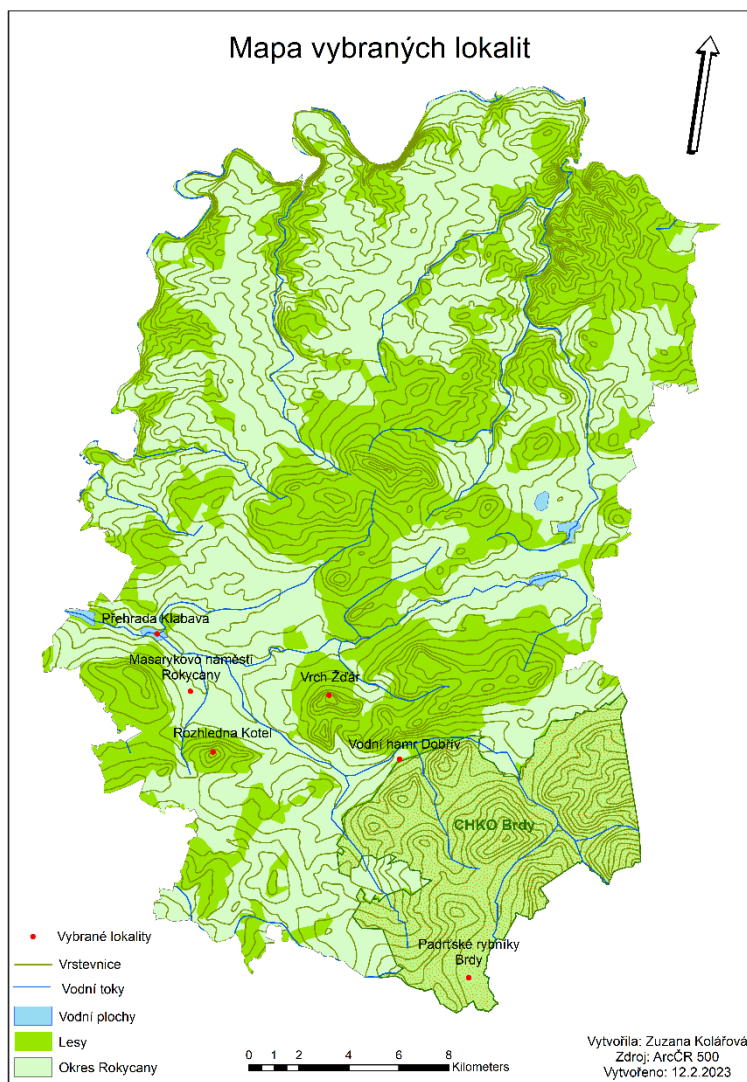 Mapa vybraných lokalit
Přehrada Klabava
Masarykovo náměstí
Rokycany
Vrch Žďár
Rozhledna Kotel
Vodní hamr Dobřív
CHKO Brdy
Padrťské rybníky
Brdy
Vybrané lokality
Vrstevnice
Vodní toky
Vodní plochy
Lesy
Okres Rokycany
0 2 4 6 8
Kilometers
Vytvořila: Zuzana Kolářová
Zdroj: ArcČR 500
Vytvořeno: 12.2.2023